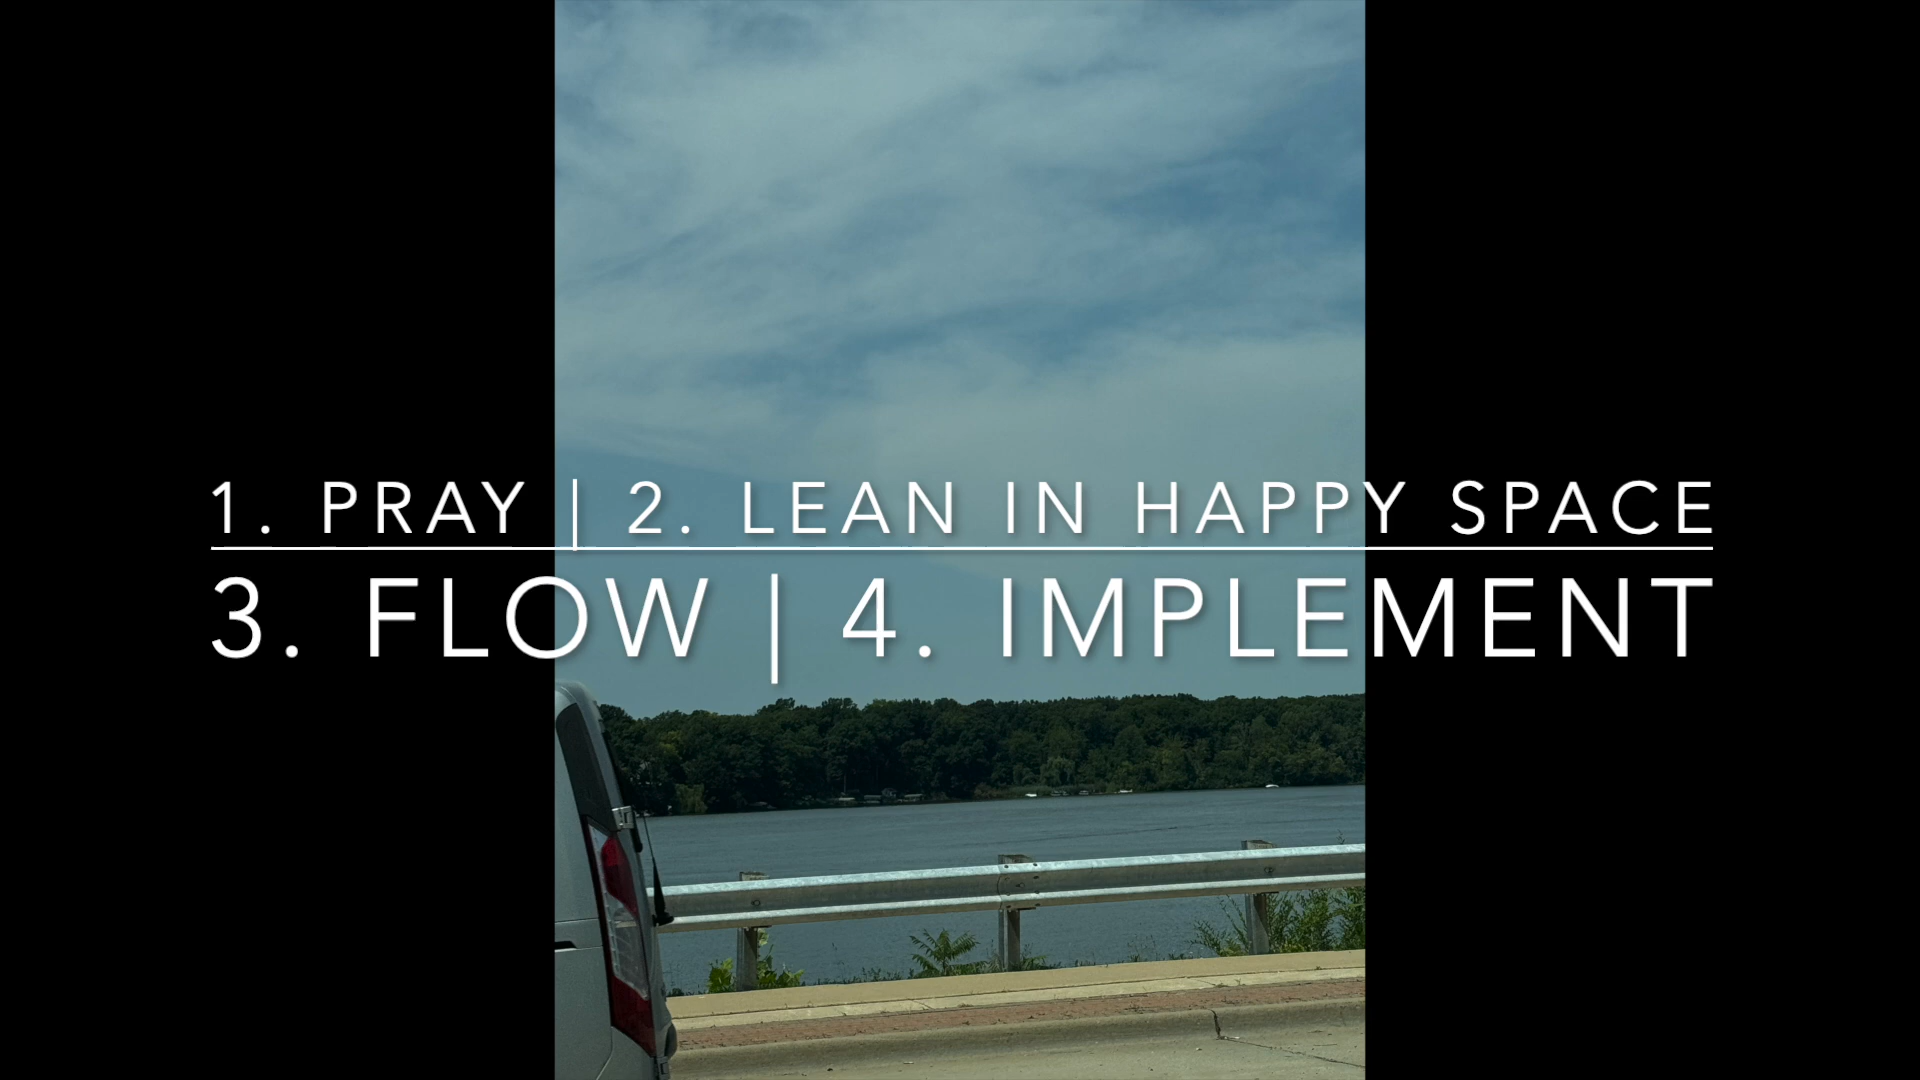 1. PRAY | 2. LEAN IN HAPPY SPACE
3. FLOW | 4. IMPLEMENT